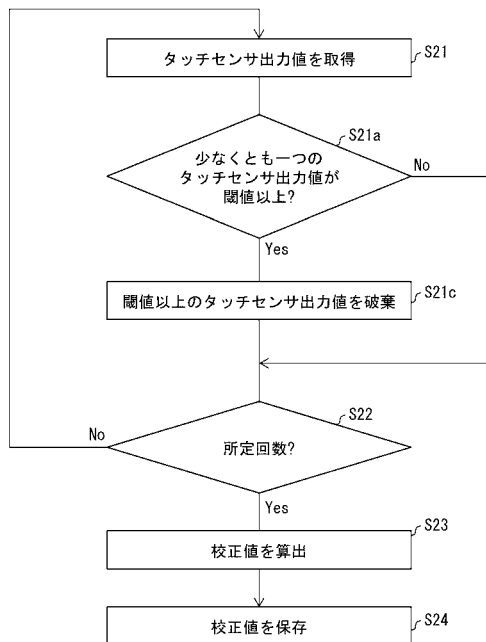 タッチセンサ出力値を取得
S21
S21a
少なくとも一つの
タッチセンサ出力値が
閾値以上?
No
Yes
閾値以上のタッチセンサ出力値を破棄
S21c
S22
所定回数?
No
Yes
校正値を算出
S23
校正値を保存
S24